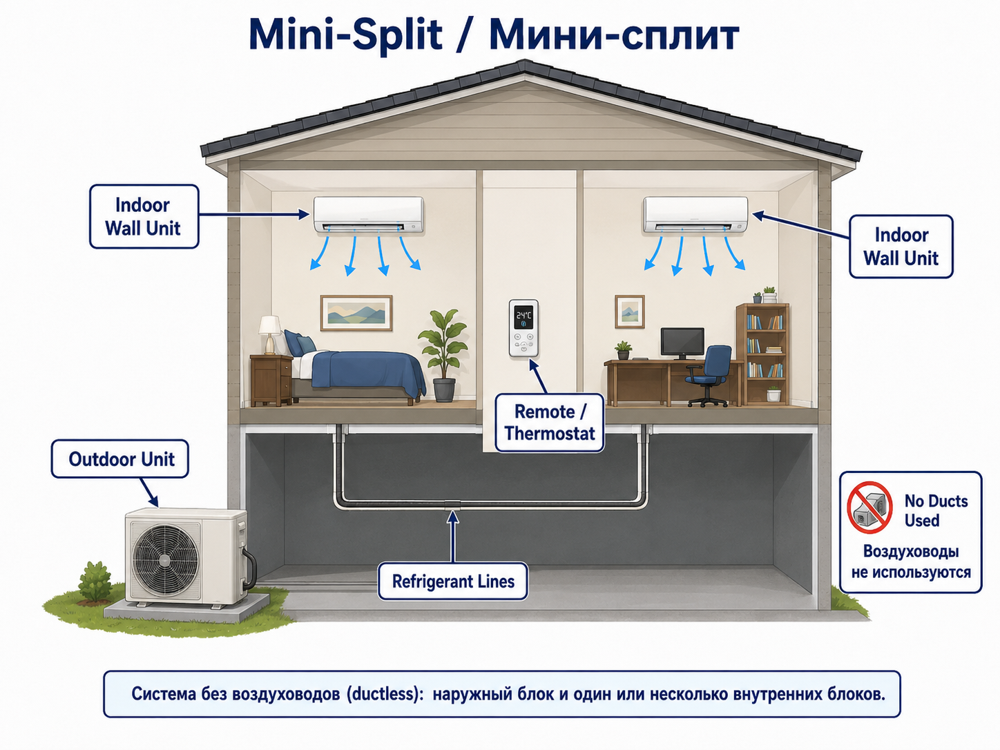 Mini-Split / Мини-сплит
Indoor
Wall Unit
Indoor
Wall Unit
24°C
Remote /
Thermostat
Outdoor Unit
No Ducts
Used
Воздуховоды
не используются
Refrigerant Lines
Система без воздуховодов (ductless): наружный блок и один или несколько внутренних блоков.